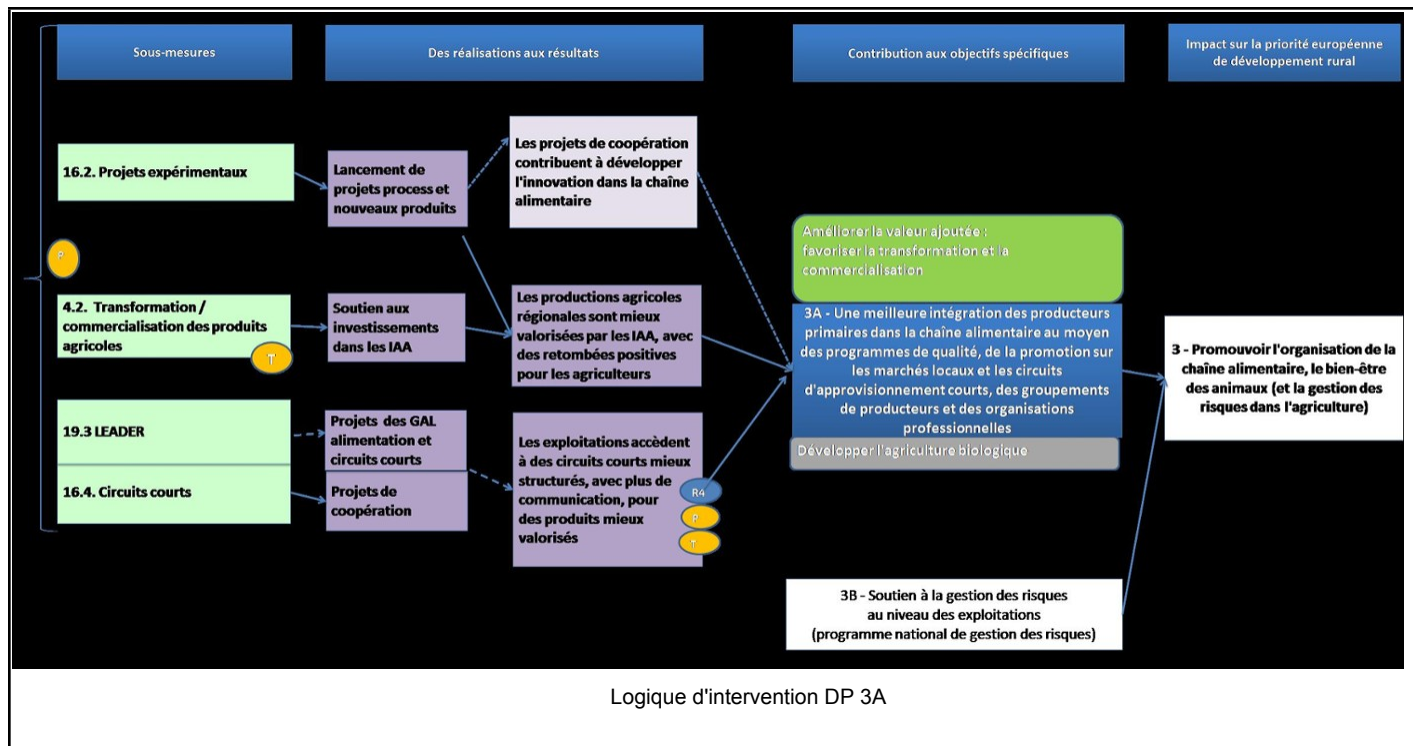 Sous-mesures
Des réalisations aux résultats
Contribution aux objectifs spécifiques
Impact sur la priorité européenne
de développement rural
16.2. Projets expérimentaux
Lancement de
projets process et
nouveaux produits
Les projets de coopération
contribuent à développer
l'innovation dans la chaîne
alimentaire
P
4.2. Transformation /
commercialisation des produits
agricoles
T
Soutien aux
investissements
dans les IAA
Les productions agricoles
régionales sont mieux
valorisées par les IAA, avec
des retombées positives
pour les agriculteurs
19.3 LEADER
Projets des GAL
alimentation et
circuits courts
16.4. Circuits courts
Projets de
coopération
Les exploitations accèdent
à des circuits courts mieux
structurés, avec plus de
communication, pour
des produits mieux
valorisés
R4
P
T
Améliorer la valeur ajoutée :
favoriser la transformation et la
commercialisation
3A - Une meilleure intégration des producteurs
primaires dans la chaîne alimentaire au moyen
des programmes de qualité, de la promotion sur
les marchés locaux et les circuits
d'approvisionnement courts, des groupements
de producteurs et des organisations
professionnelles
Développer l'agriculture biologique
3B - Soutien à la gestion des risques
au niveau des exploitations
(programme national de gestion des risques)
3 - Promouvoir l'organisation de la
chaîne alimentaire, le bien-être
des animaux (et la gestion des
risques dans l'agriculture)
Logique d'intervention DP 3A